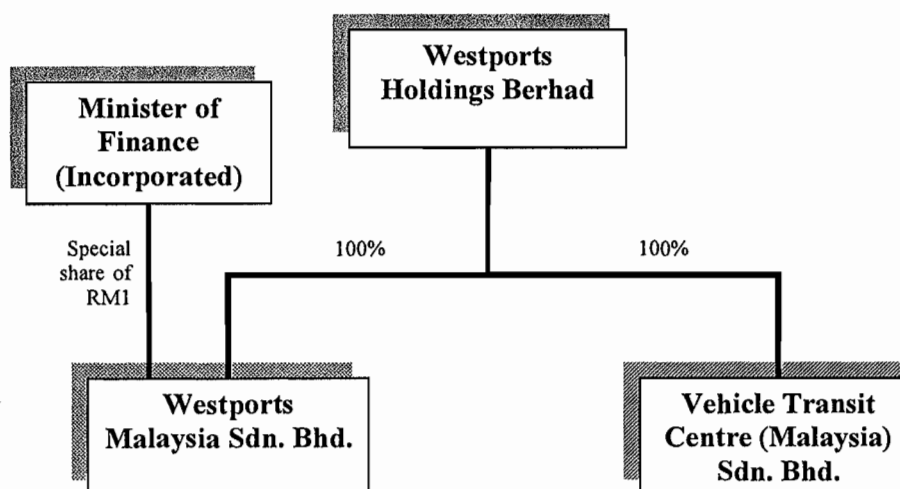 Westports
Holdings Berhad
Minister of
Finance
(Incorporated)
Special
share of
RM1
100%
100%
Westports
Malaysia Sdn. Bhd.
Vehicle Transit
Centre (Malaysia)
Sdn. Bhd.